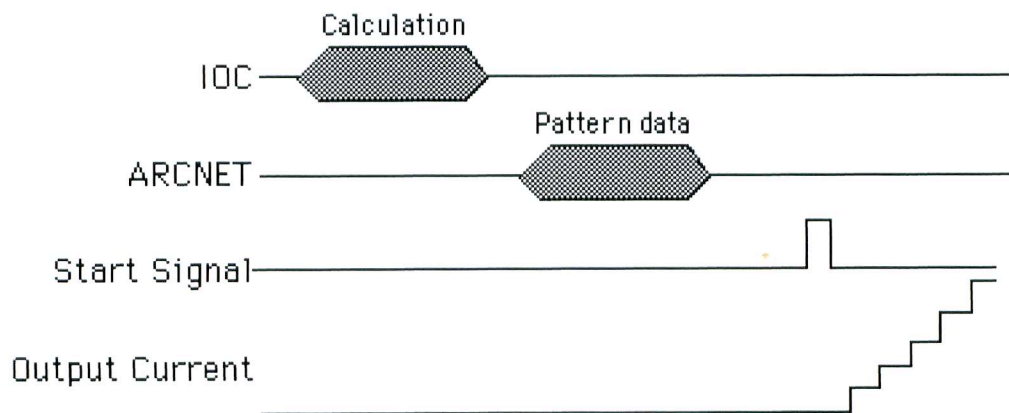 Calculation
IOC
Pattern data
ARCNET
Start Signal
Output Current